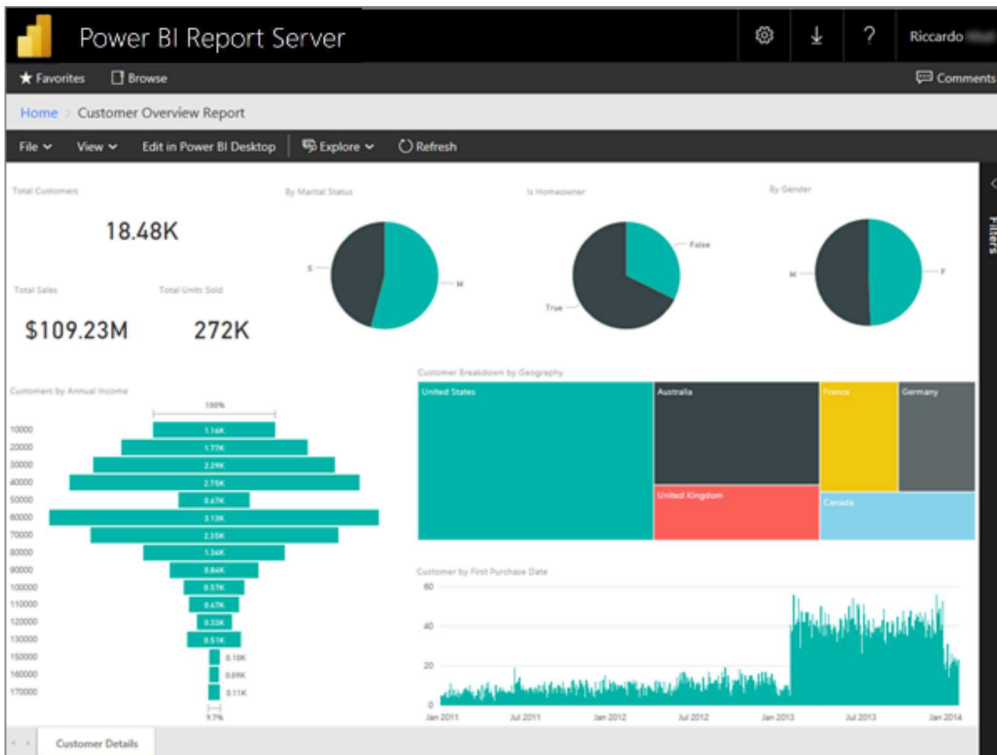 Power BI Report Server
?
Riccardo
Favorites
Browse
Comments
Home > Customer Overview Report
File
View
Edit in Power BI Desktop
Explore
Refresh
Filters
Total Customers
18.48K
Total Sales
$109.23M
Total Units Sold
272K
By Marital Status
S
M
Is Homeowner
False
True
By Gender
M
F
Customers by Annual Income
100%
10000 1.16K
20000 1.77K
30000 2.29K
40000 2.75K
50000 0.67K
60000 3.13K
70000 2.35K
80000 1.34K
90000 0.84K
100000 0.57K
110000 0.47K
120000 0.33K
130000 0.51K
150000 0.10K
160000 0.09K
170000 0.11K
9.7%
Customer Breakdown by Geography
United States
Australia
United Kingdom
France
Germany
Canada
Customer by First Purchase Date
60
40
20
0
Jan 2011 Jul 2011 Jan 2012 Jul 2012 Jan 2013 Jul 2013 Jan 2014
Customer Details